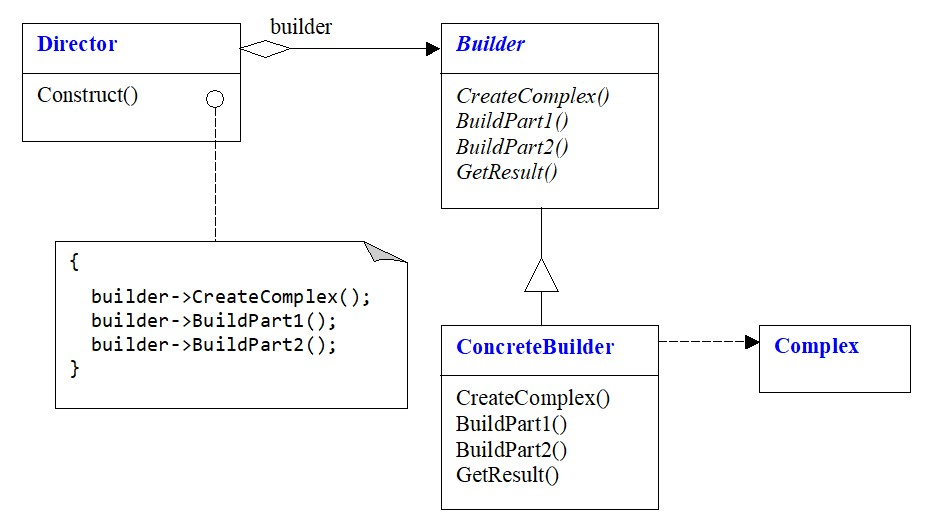 builder
Director
Construct()
Builder
CreateComplex()
BuildPart1()
BuildPart2()
GetResult()
{
builder->CreateComplex();
builder->BuildPart1();
builder->BuildPart2();
}
ConcreteBuilder
CreateComplex()
BuildPart1()
BuildPart2()
GetResult()
Complex